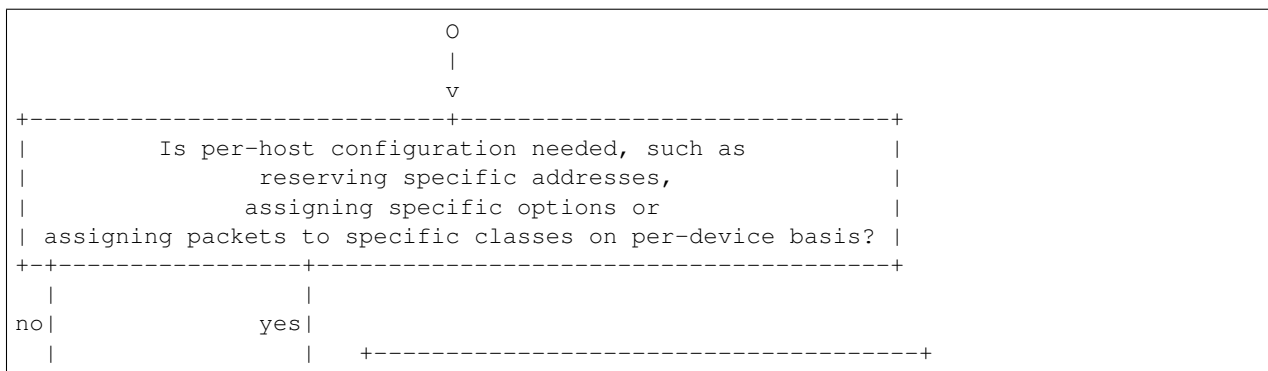 O
                              |
                              v
+-----------------------------+------------------------------+
|         Is per-host configuration needed, such as          |
|                reserving specific addresses,               |
|               assigning specific options or                |
| assigning packets to specific classes on per-device basis? |
+-+-----------------+----------------------------------------+
  |                 |
no|              yes|
  |                 |   +--------------------------------------+